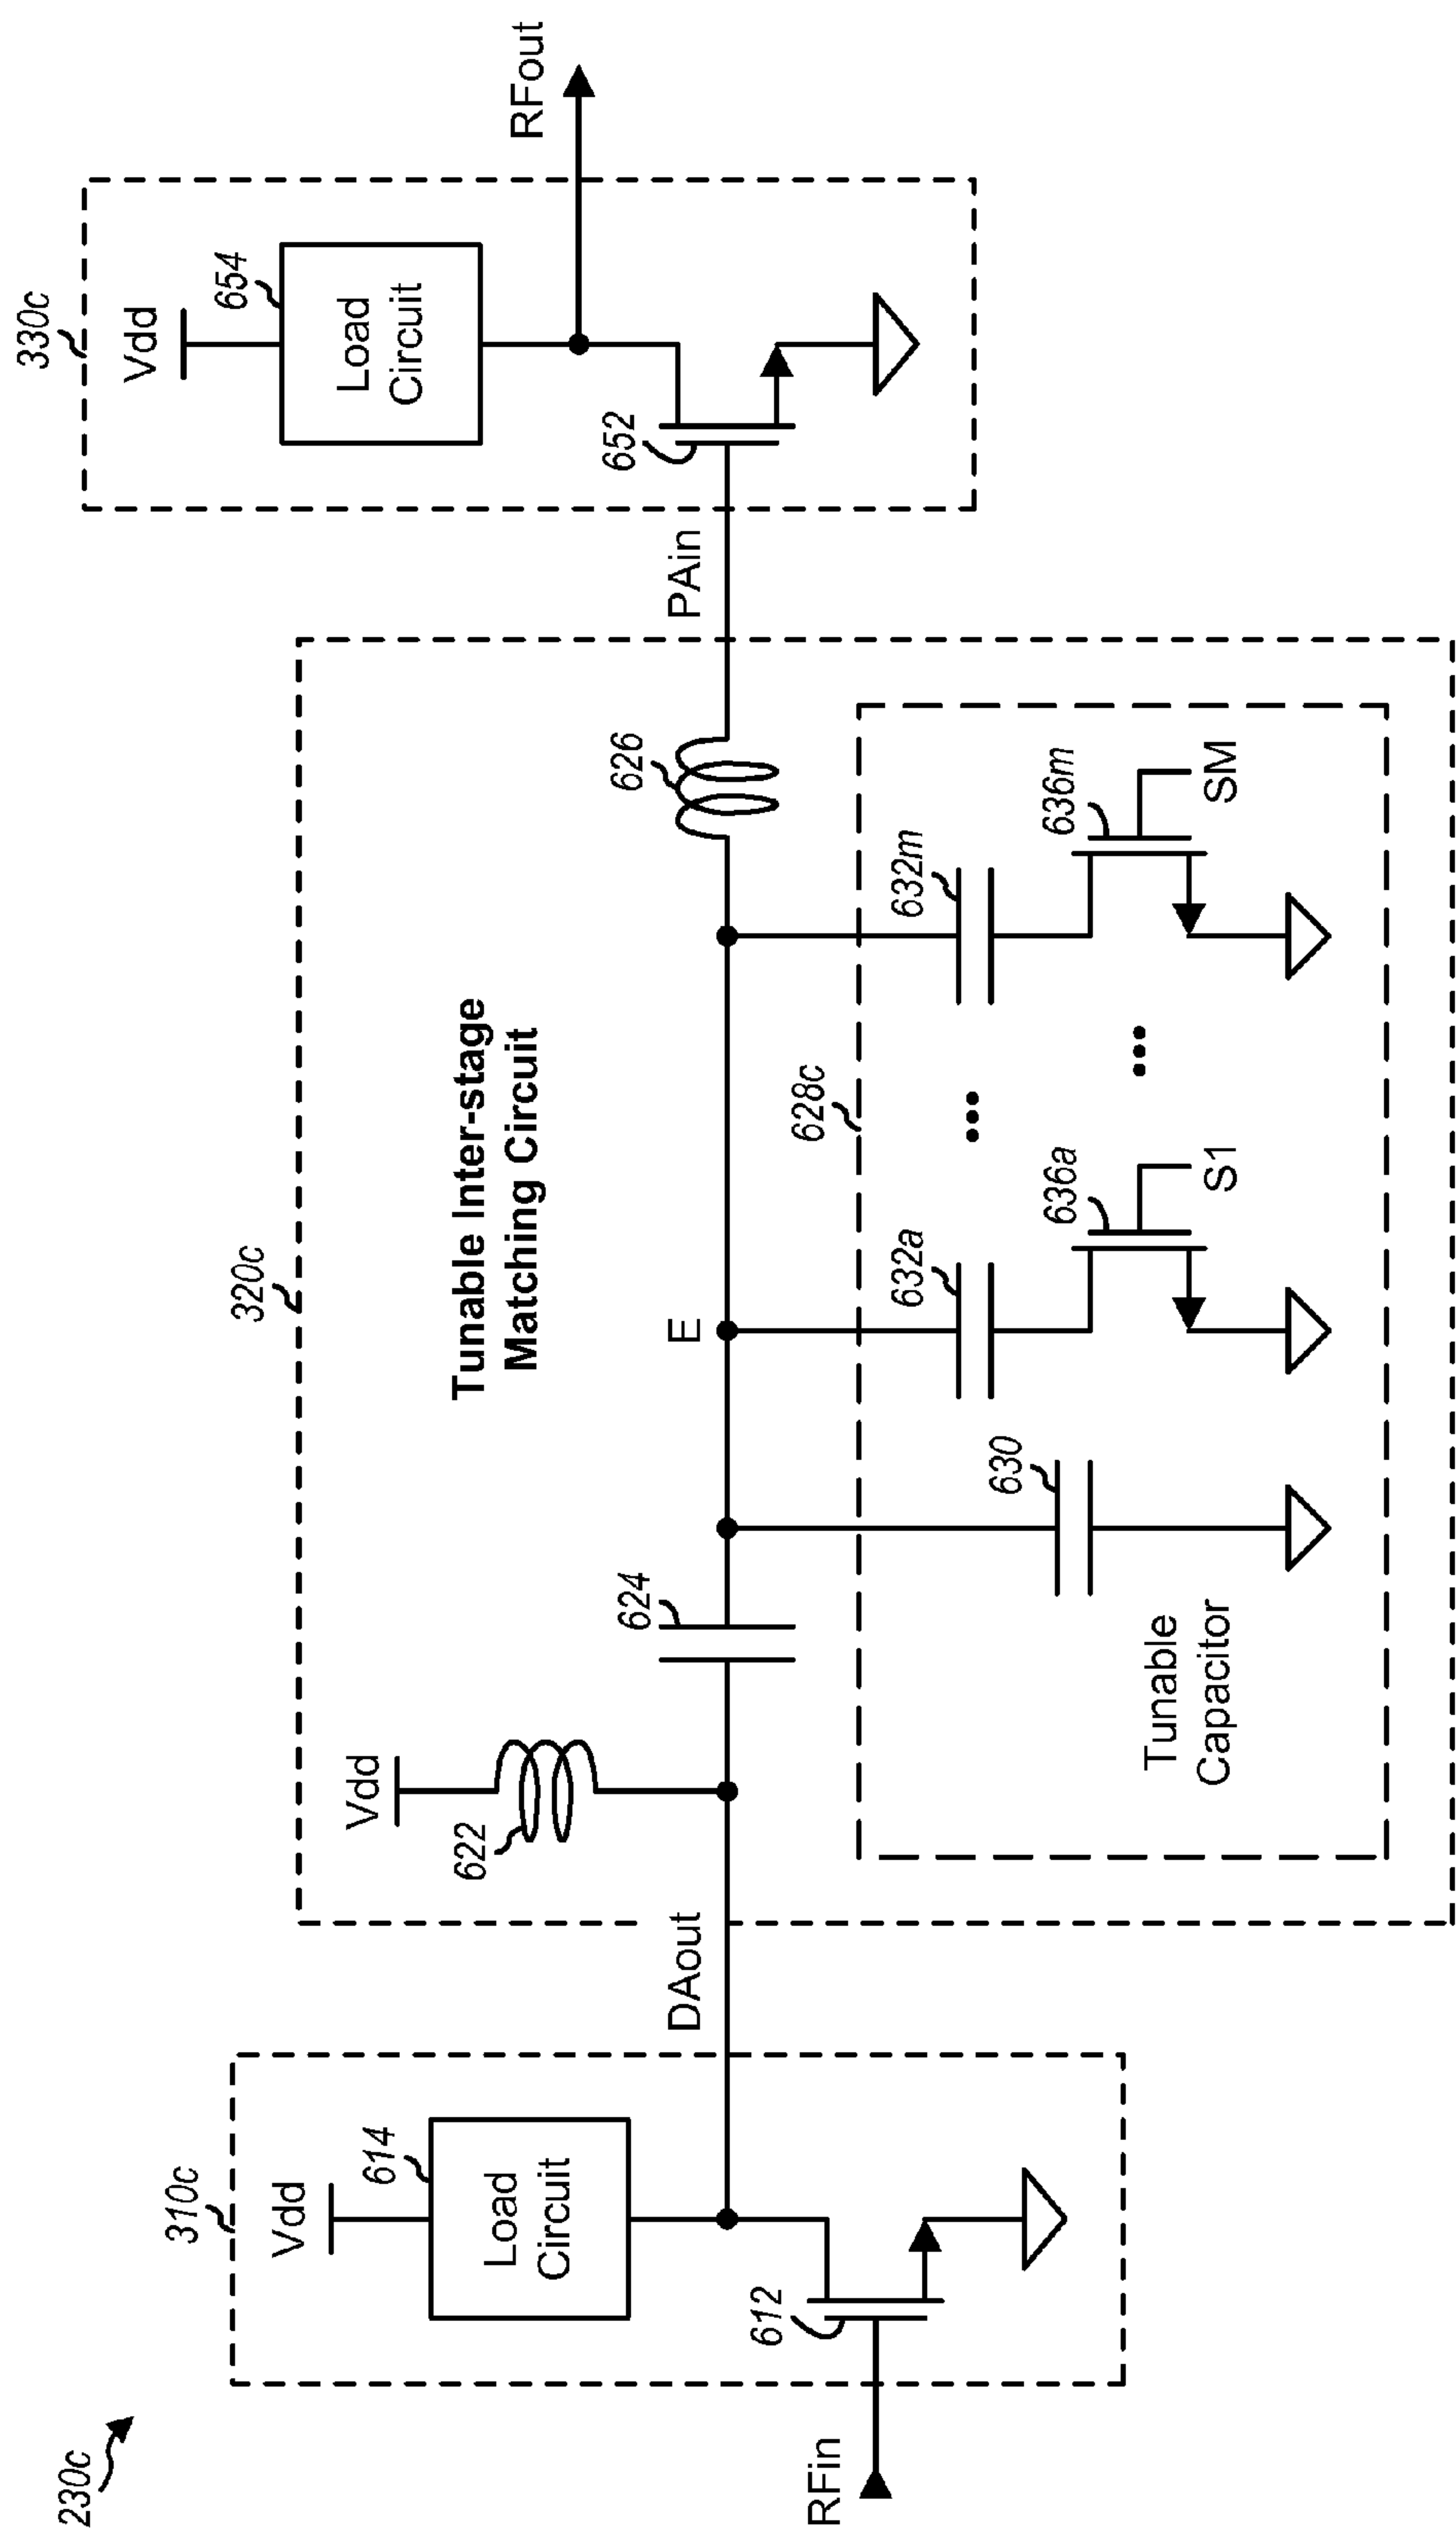 230c
310c
Vdd
614
Load
Circuit
612
RFin
DAout
320c
Vdd
622
624
Tunable Inter-stage
Matching Circuit
E
626
628c
630
632a
636a
S1
...
...
632m
636m
SM
Tunable
Capacitor
PAin
330c
Vdd
654
Load
Circuit
652
RFout